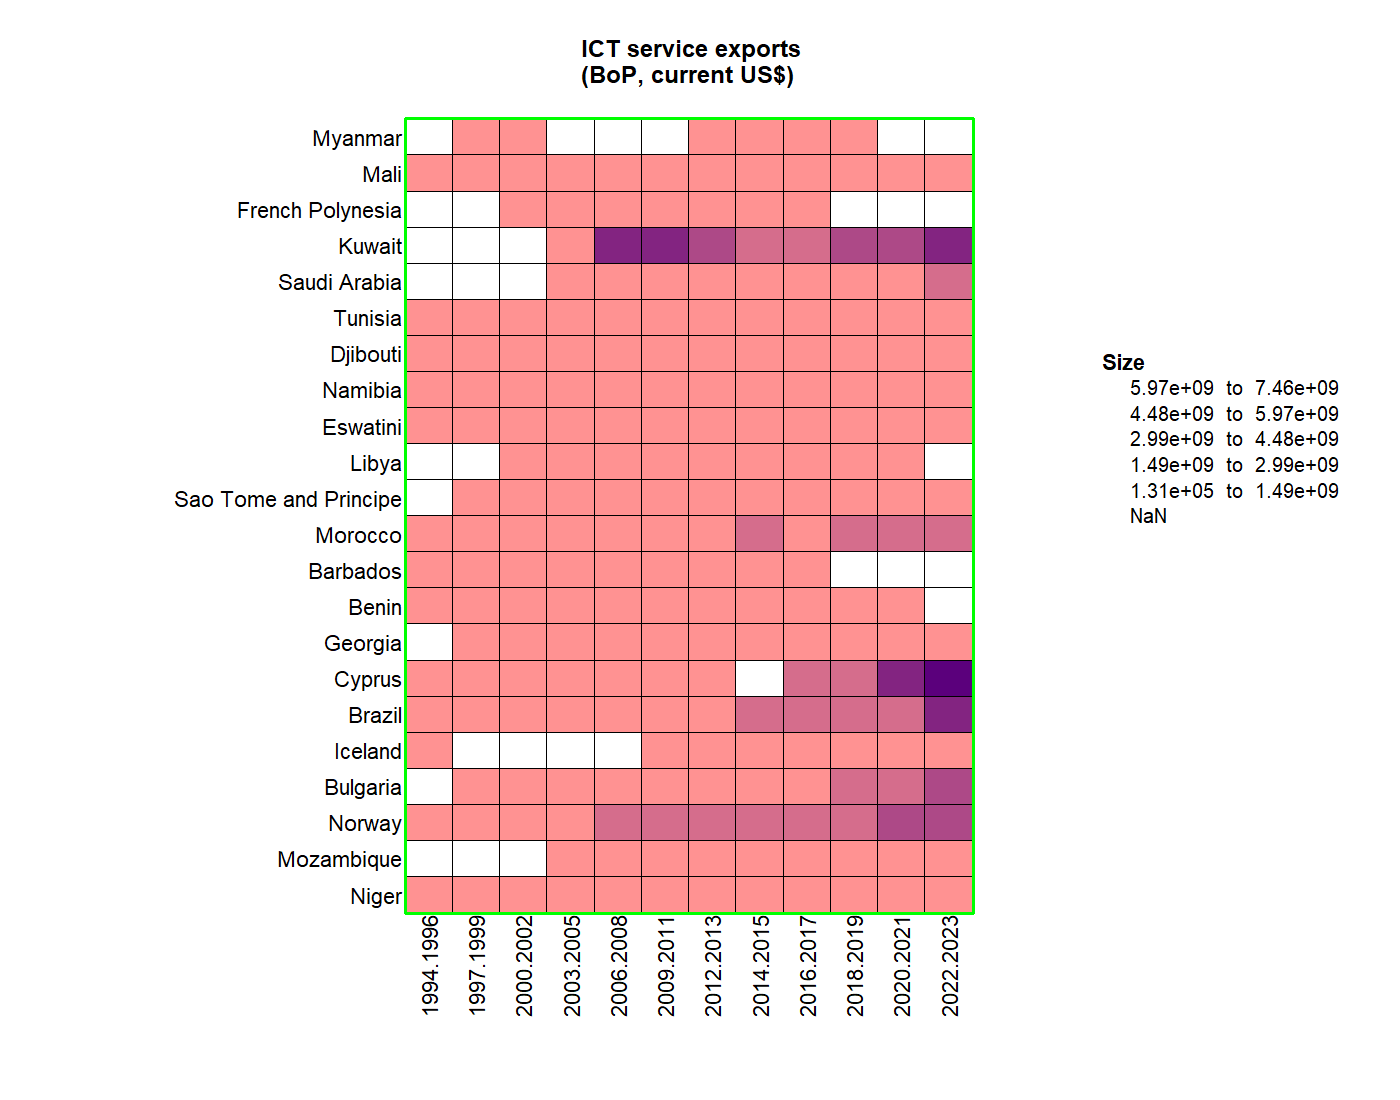 ICT service exports
(BoP, current US$)
Myanmar
Mali
French Polynesia
Kuwait
Saudi Arabia
Tunisia
Djibouti
Namibia
Eswatini
Libya
Sao Tome and Principe
Morocco
Barbados
Benin
Georgia
Cyprus
Brazil
Iceland
Bulgaria
Norway
Mozambique
Niger
1994.1996
1997.1999
2000.2002
2003.2005
2006.2008
2009.2011
2012.2013
2014.2015
2016.2017
2018.2019
2020.2021
2022.2023
Size
5.97e+09 to 7.46e+09
4.48e+09 to 5.97e+09
2.99e+09 to 4.48e+09
1.49e+09 to 2.99e+09
1.31e+05 to 1.49e+09
NaN